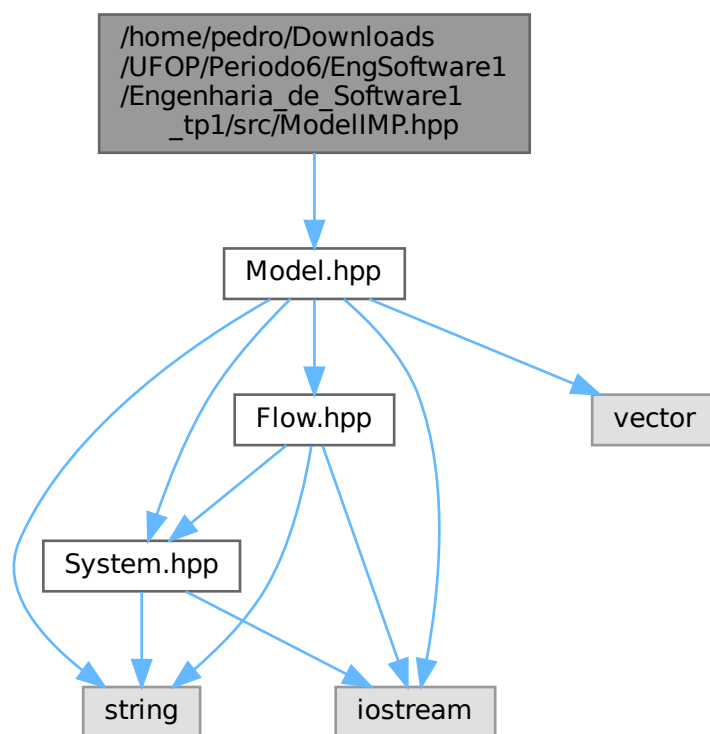 /home/pedro/Downloads
/UFOP/Periodo6/EngSoftware1
/Engenharia_de_Software1
_tp1/src/ModelIMP.hpp
Model.hpp
Flow.hpp
vector
System.hpp
string
iostream